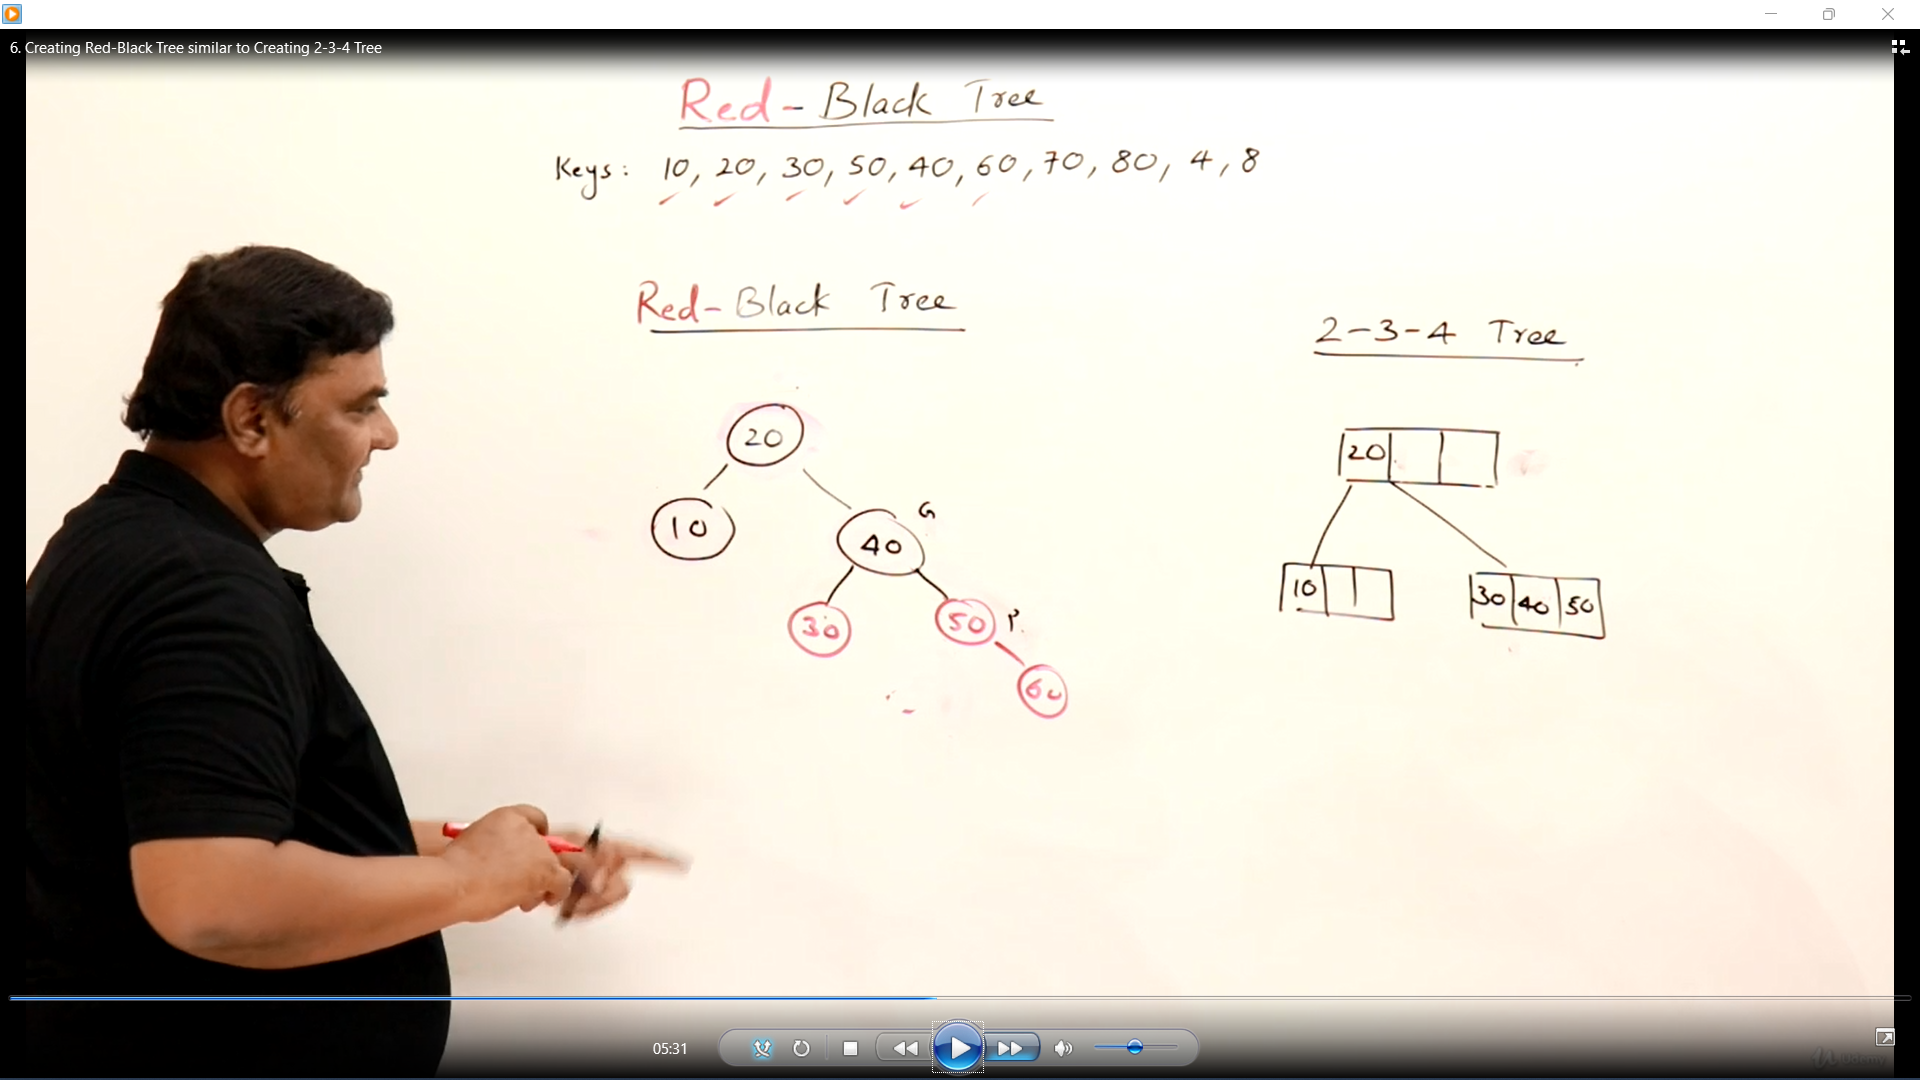 6. Creating Red-Black Tree similar to Creating 2-3-4 Tree
Red - Black Tree
Keys: 10, 20, 30, 50, 40, 60, 70, 80, 4, 8
Red - Black Tree
2-3-4 Tree
20
10
40
G
30
50
P
60
20
10
30 40 50
05:31